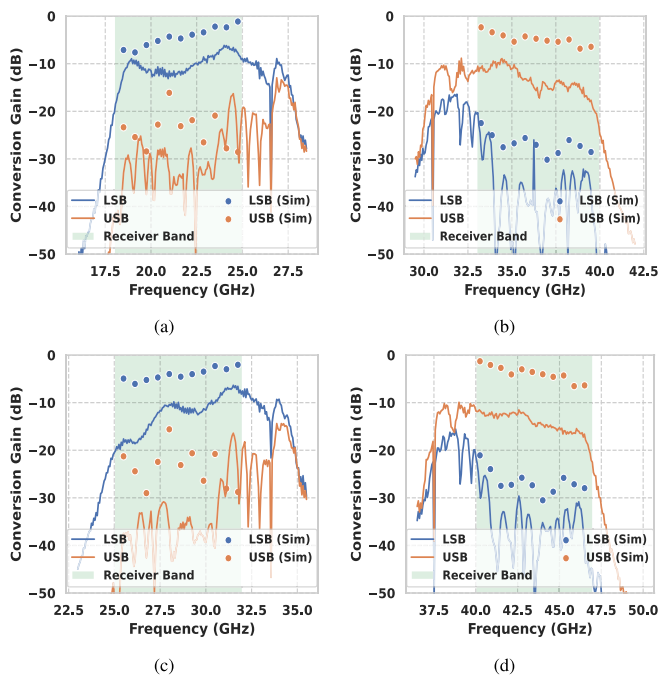 0
−10
−20
−30
−40
−50
Conversion Gain (dB)
LSB
USB
Receiver Band
LSB (Sim)
USB (Sim)
17.5 20.0 22.5 25.0 27.5
Frequency (GHz)
(a)
0
−10
−20
−30
−40
−50
Conversion Gain (dB)
LSB
USB
Receiver Band
LSB (Sim)
USB (Sim)
30.0 32.5 35.0 37.5 40.0 42.5
Frequency (GHz)
(b)
0
−10
−20
−30
−40
−50
Conversion Gain (dB)
LSB
USB
Receiver Band
LSB (Sim)
USB (Sim)
22.5 25.0 27.5 30.0 32.5 35.0
Frequency (GHz)
(c)
0
−10
−20
−30
−40
−50
Conversion Gain (dB)
LSB
USB
Receiver Band
LSB (Sim)
USB (Sim)
37.5 40.0 42.5 45.0 47.5 50.0
Frequency (GHz)
(d)